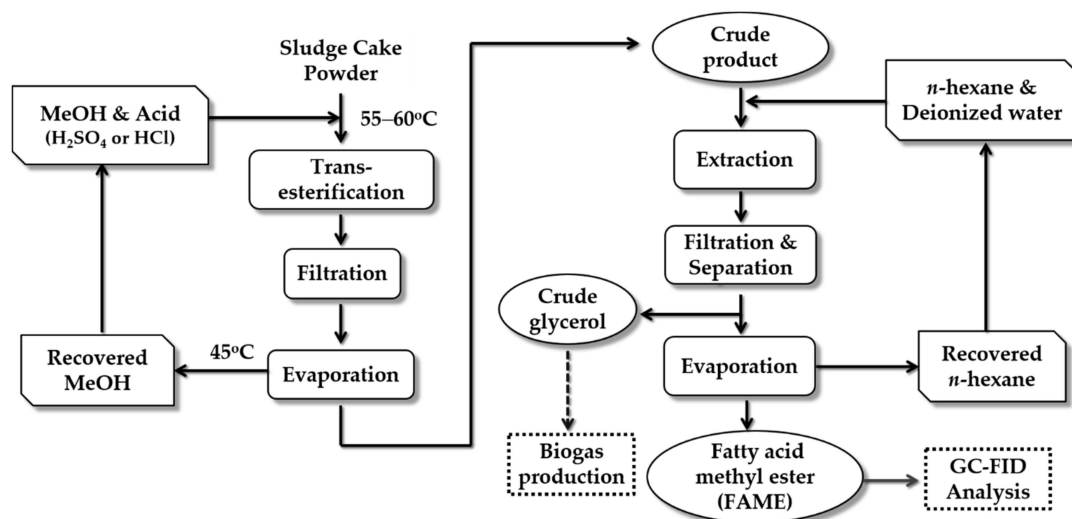 Sludge Cake
Powder
MeOH & Acid
(H₂SO₄ or HCl)
55–60°C
Trans-
esterification
Filtration
45°C
Evaporation
Recovered
MeOH
Crude
product
n-hexane &
Deionized water
Extraction
Filtration &
Separation
Crude
glycerol
Evaporation
Recovered
n-hexane
Biogas
production
Fatty acid
methyl ester
(FAME)
GC-FID
Analysis